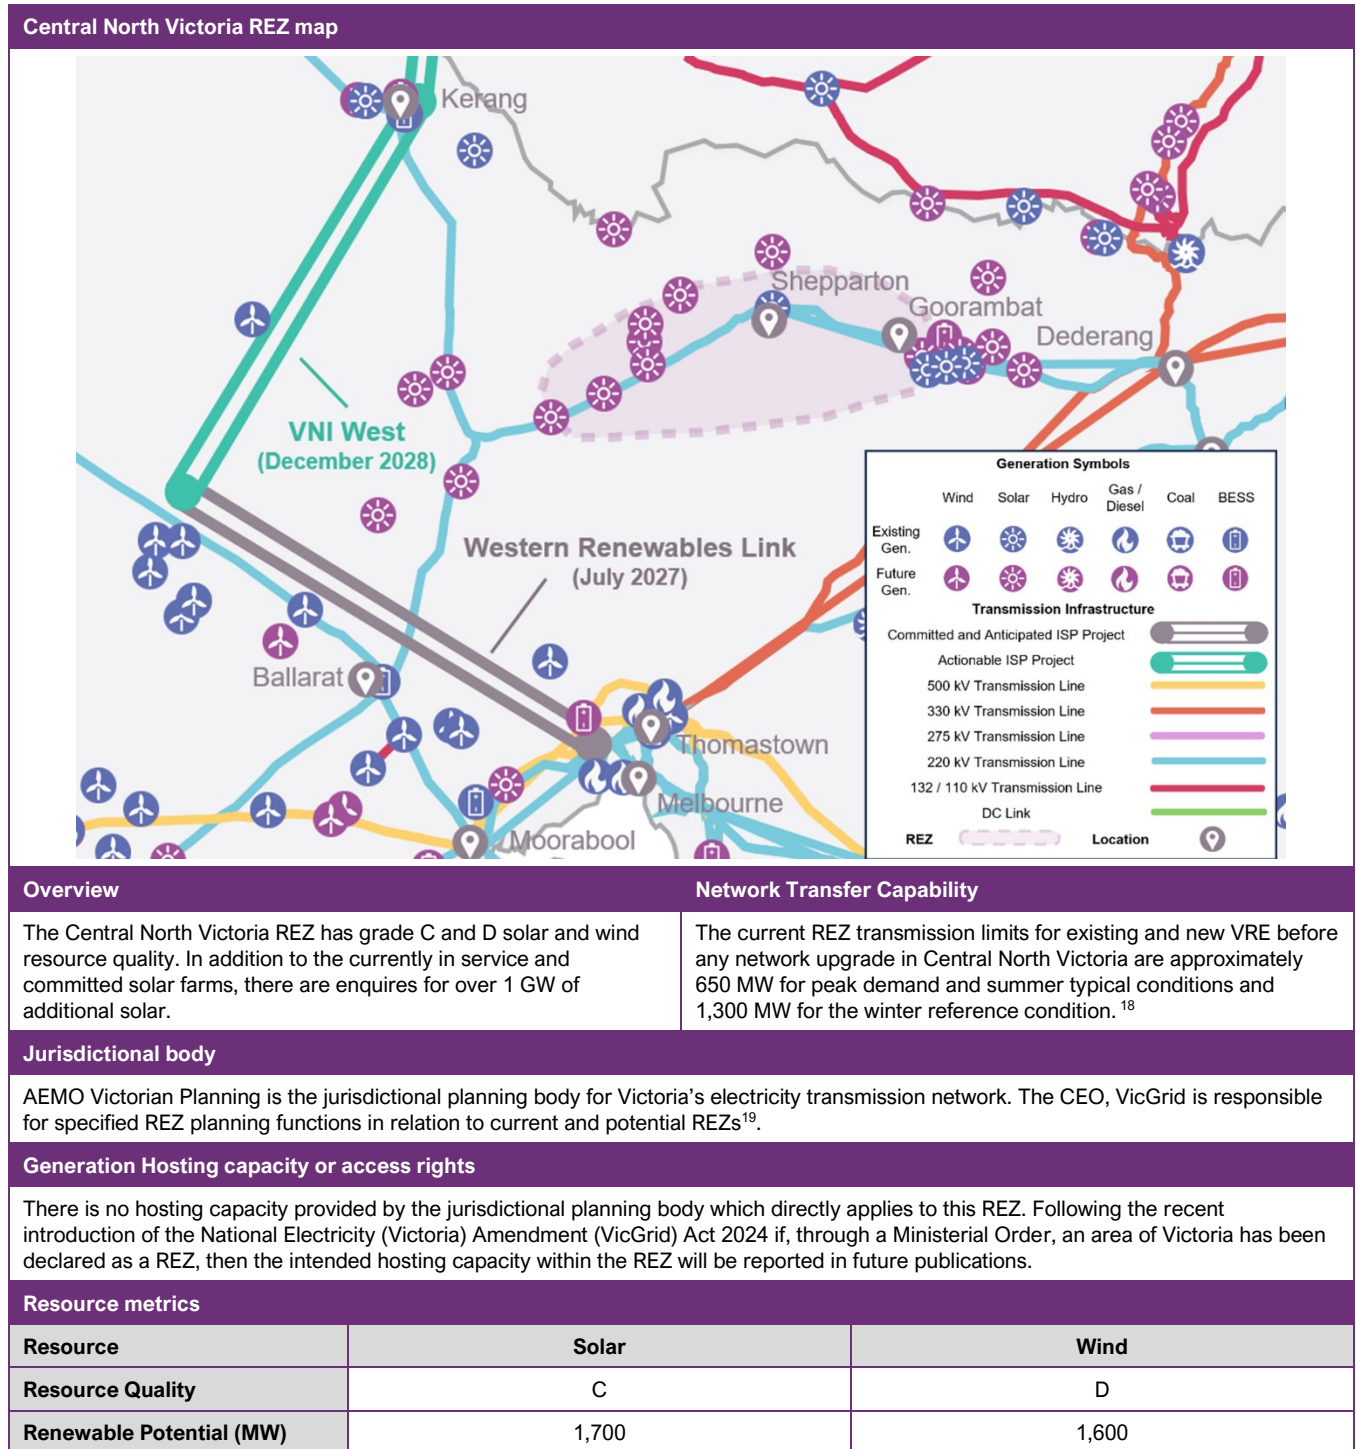 Central North Victoria REZ map
Kerang
Shepparton
Goorambat
Dederang
VNI West
(December 2028)
Western Renewables Link
(July 2027)
Ballarat
Thomastown
Melbourne
Moorabool
Generation Symbols
Wind Solar Hydro Gas / Diesel Coal BESS
Existing Gen.
Future Gen.
Transmission Infrastructure
Committed and Anticipated ISP Project
Actionable ISP Project
500 kV Transmission Line
330 kV Transmission Line
275 kV Transmission Line
220 kV Transmission Line
132 / 110 kV Transmission Line
DC Link
REZ Location
Overview
The Central North Victoria REZ has grade C and D solar and wind
resource quality. In addition to the currently in service and
committed solar farms, there are enquires for over 1 GW of
additional solar.
Network Transfer Capability
The current REZ transmission limits for existing and new VRE before
any network upgrade in Central North Victoria are approximately
650 MW for peak demand and summer typical conditions and
1,300 MW for the winter reference condition. 18
Jurisdictional body
AEMO Victorian Planning is the jurisdictional planning body for Victoria's electricity transmission network. The CEO, VicGrid is responsible
for specified REZ planning functions in relation to current and potential REZs19.
Generation Hosting capacity or access rights
There is no hosting capacity provided by the jurisdictional planning body which directly applies to this REZ. Following the recent
introduction of the National Electricity (Victoria) Amendment (VicGrid) Act 2024 if, through a Ministerial Order, an area of Victoria has been
declared as a REZ, then the intended hosting capacity within the REZ will be reported in future publications.
Resource metrics
Resource Solar Wind
Resource Quality C D
Renewable Potential (MW) 1,700 1,600